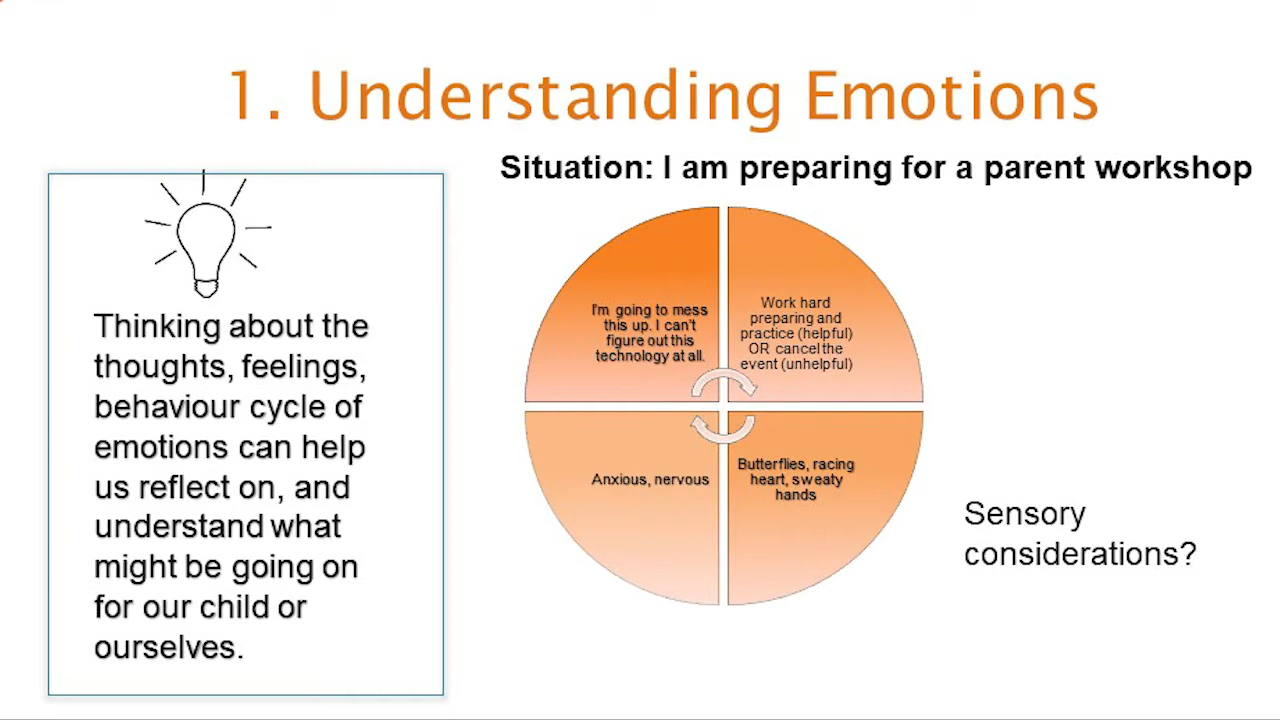 1. Understanding Emotions
Situation: I am preparing for a parent workshop
Thinking about the
thoughts, feelings,
behaviour cycle of
emotions can help
us reflect on, and
understand what
might be going on
for our child or
ourselves.
I'm going to mess
this up. I can't
figure out this
technology at all.
Work hard
preparing and
practice (helpful)
OR cancel the
event (unhelpful)
Anxious, nervous
Butterflies, racing
heart, sweaty
hands
Sensory
considerations?